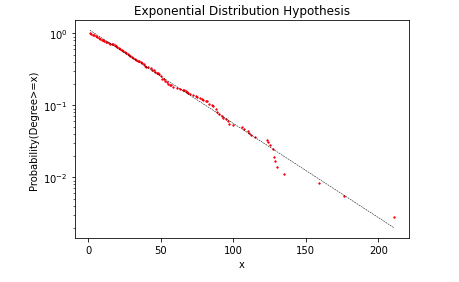 Exponential Distribution Hypothesis
10⁰
10⁻¹
10⁻²
Probability(Degree>=x)
0 50 100 150 200
x